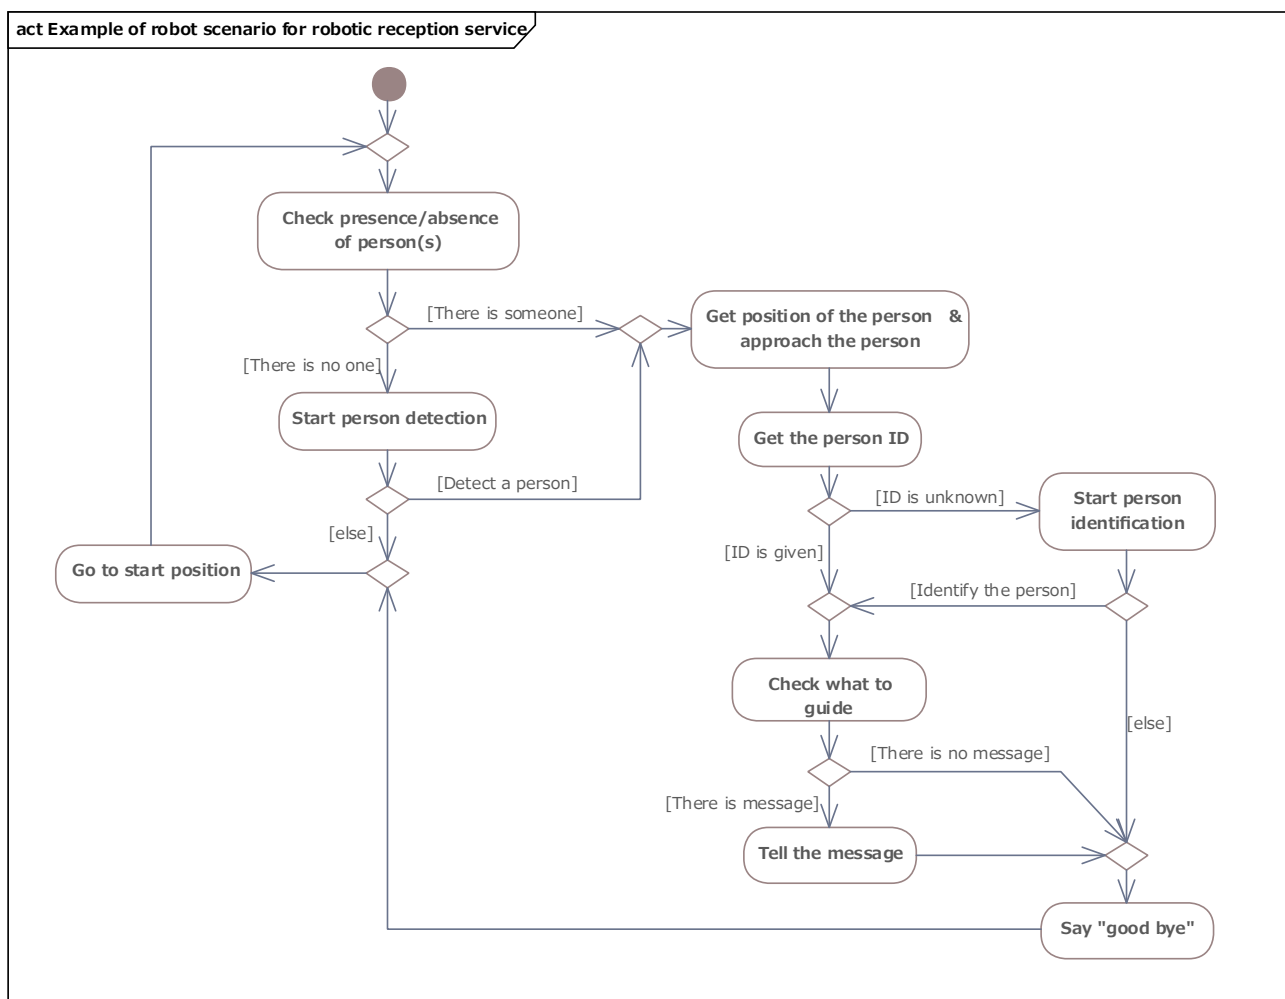 act Example of robot scenario for robotic reception service
Check presence/absence
of person(s)
[There is someone]
Get position of the person &
approach the person
[There is no one]
Start person detection
Get the person ID
[Detect a person]
[ID is unknown]
Start person
identification
[else]
[ID is given]
Go to start position
[Identify the person]
Check what to
guide
[else]
[There is no message]
[There is message]
Tell the message
Say "good bye"